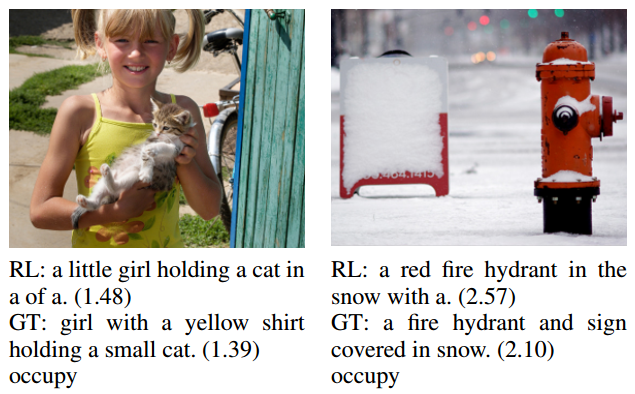 464.1415
RL: a little girl holding a cat in
a of a. (1.48)
GT: girl with a yellow shirt
holding a small cat. (1.39)
occupy
RL: a red fire hydrant in the
snow with a. (2.57)
GT: a fire hydrant and sign
covered in snow. (2.10)
occupy